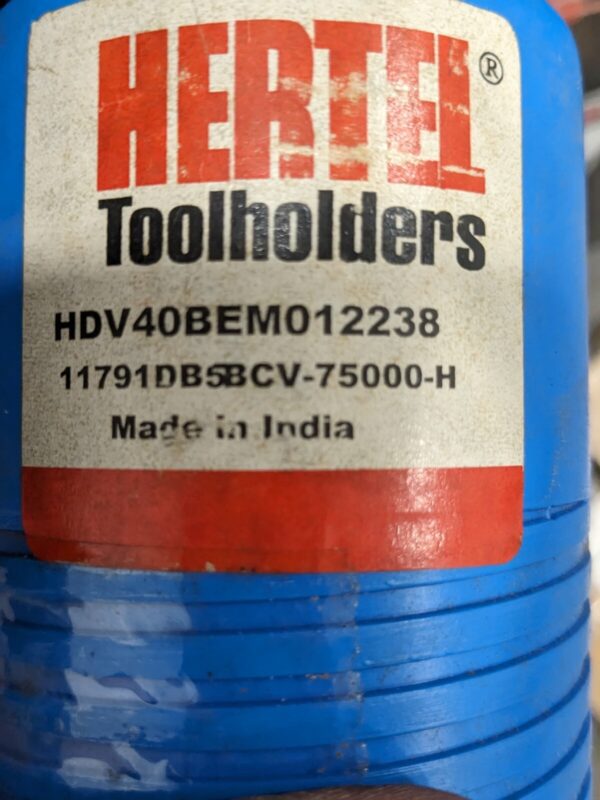 HERTEL®
Toolholders
HDV40BEM012238
11791DB5BCV-75000-H
Made in India